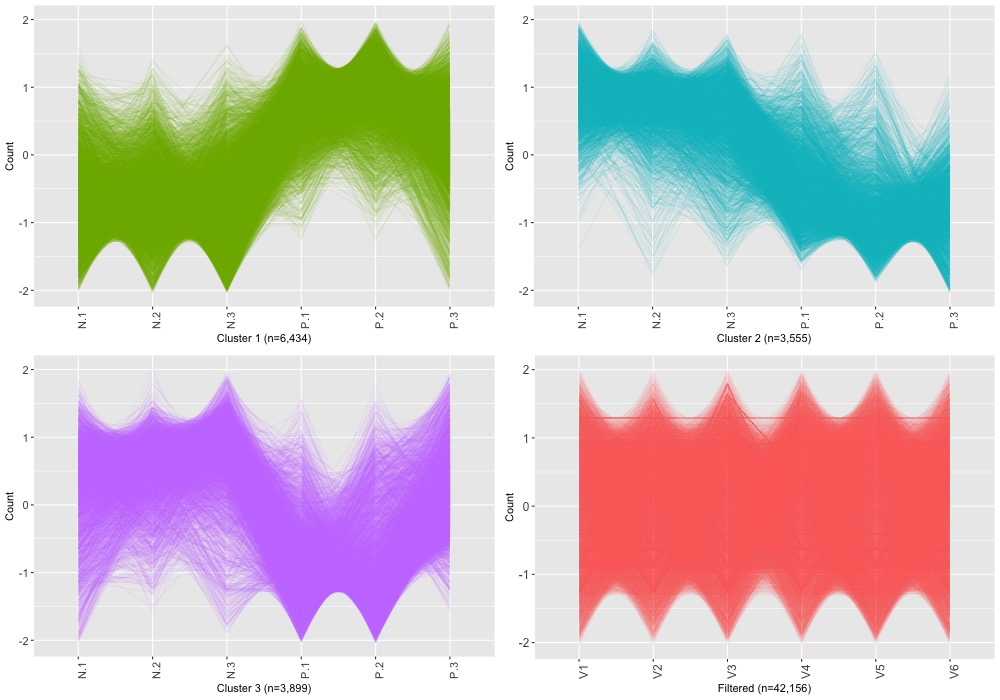 2
1
0
-1
-2
Count
N.1 N.2 N.3 P.1 P.2 P.3
Cluster 1 (n=6,434)
2
1
0
-1
-2
Count
N.1 N.2 N.3 P.1 P.2 P.6
Cluster 2 (n=3,555)
2
1
0
-1
-2
Count
N.1 N.2 N.3 P.1 P.2 P.3
Cluster 3 (n=3,899)
2
1
0
-1
-2
Count
V1 V2 V3 V4 V5 V6
Filtered (n=42,156)